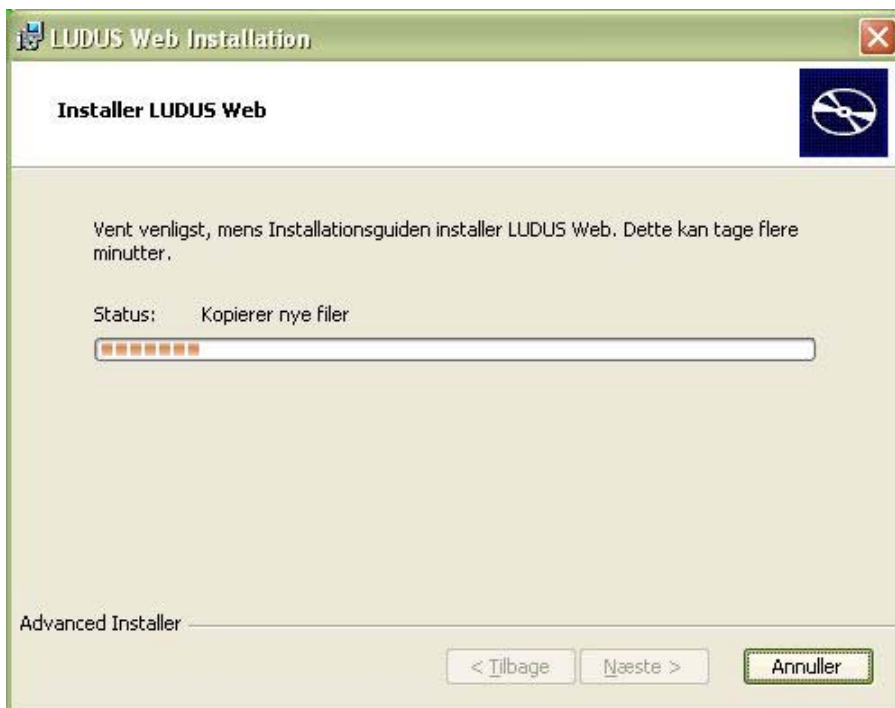 LUDUS Web Installation
Installer LUDUS Web
Vent venligst, mens Installationsguiden installer LUDUS Web. Dette kan tage flere
minutter.
Status: Kopierer nye filer
Advanced Installer
< Tilbage Næste > Annuller